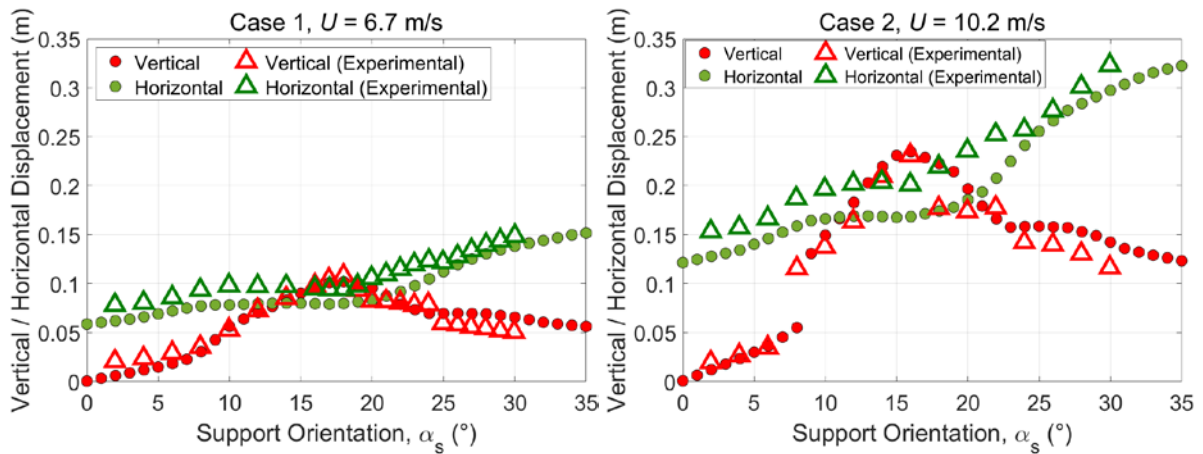 Case 1, U = 6.7 m/s
Vertical / Horizontal Displacement (m)
0.35
0.3
0.25
0.2
0.15
0.1
0.05
0
Vertical
Vertical (Experimental)
Horizontal
Horizontal (Experimental)
0 5 10 15 20 25 30 35
Support Orientation, αs (°)
Case 2, U = 10.2 m/s
Vertical / Horizontal Displacement (m)
0.35
0.3
0.25
0.2
0.15
0.1
0.05
0
Vertical
Vertical (Experimental)
Horizontal
Horizontal (Experimental)
0 5 10 15 20 25 30 35
Support Orientation, αs (°)